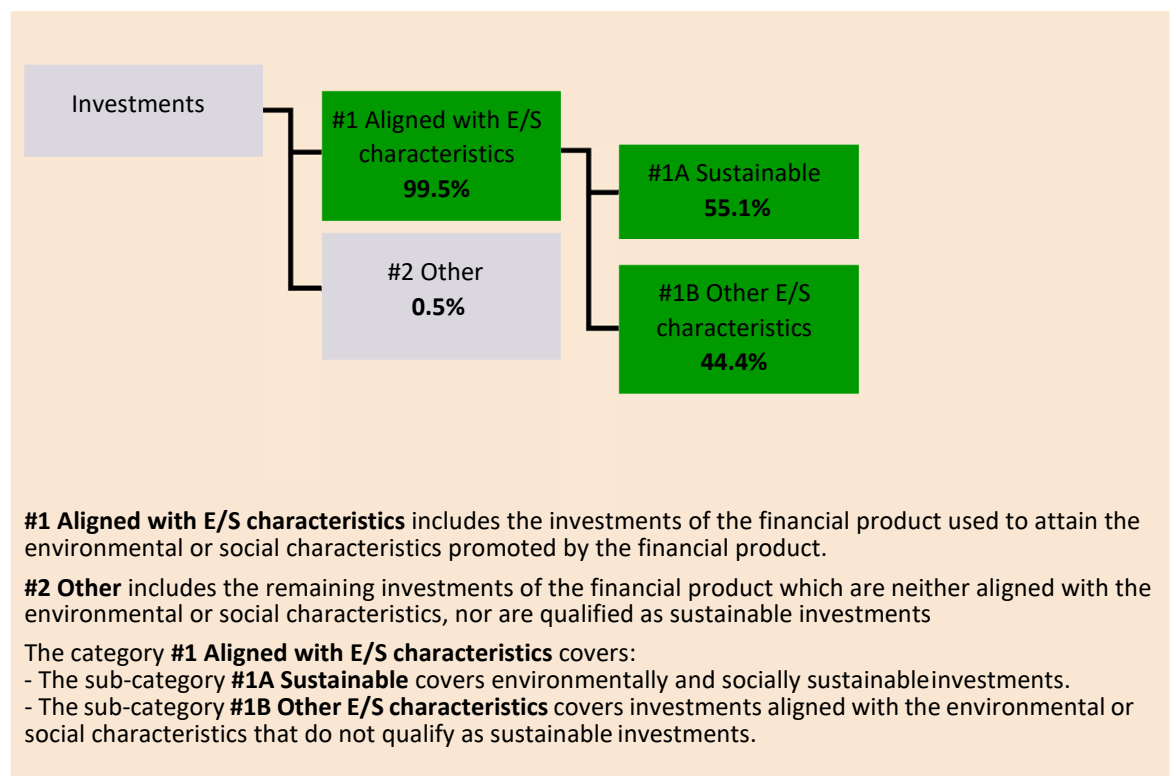 Investments
#1 Aligned with E/S
characteristics
99.5%
#2 Other
0.5%
#1A Sustainable
55.1%
#1B Other E/S
characteristics
44.4%
#1 Aligned with E/S characteristics includes the investments of the financial product used to attain the
environmental or social characteristics promoted by the financial product.
#2 Other includes the remaining investments of the financial product which are neither aligned with the
environmental or social characteristics, nor are qualified as sustainable investments
The category #1 Aligned with E/S characteristics covers:
- The sub-category #1A Sustainable covers environmentally and socially sustainable investments.
- The sub-category #1B Other E/S characteristics covers investments aligned with the environmental or
social characteristics that do not qualify as sustainable investments.